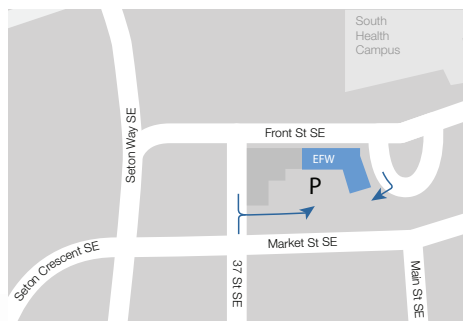 South
Health
Campus
Front St SE
EFW
P
Seton Way SE
Market St SE
Seton Crescent SE
37 St SE
Main St SE